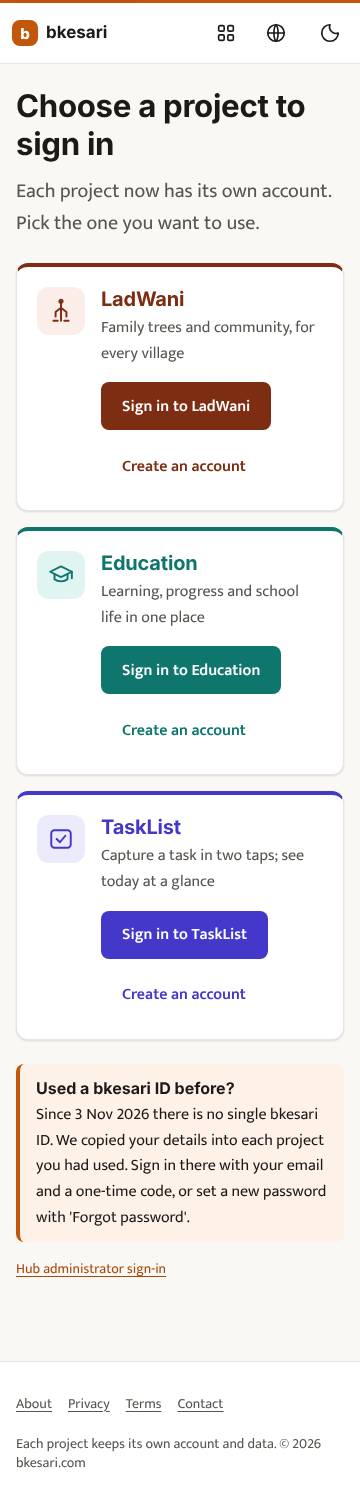 b bkesari
Choose a project to
sign in
Each project now has its own account.
Pick the one you want to use.
LadWani
Family trees and community, for
every village
Sign in to LadWani
Create an account
Education
Learning, progress and school
life in one place
Sign in to Education
Create an account
TaskList
Capture a task in two taps; see
today at a glance
Sign in to TaskList
Create an account
Used a bkesari ID before?
Since 3 Nov 2026 there is no single bkesari
ID. We copied your details into each project
you had used. Sign in there with your email
and a one-time code, or set a new password
with 'Forgot password'.
Hub administrator sign-in
About Privacy Terms Contact
Each project keeps its own account and data. © 2026
bkesari.com